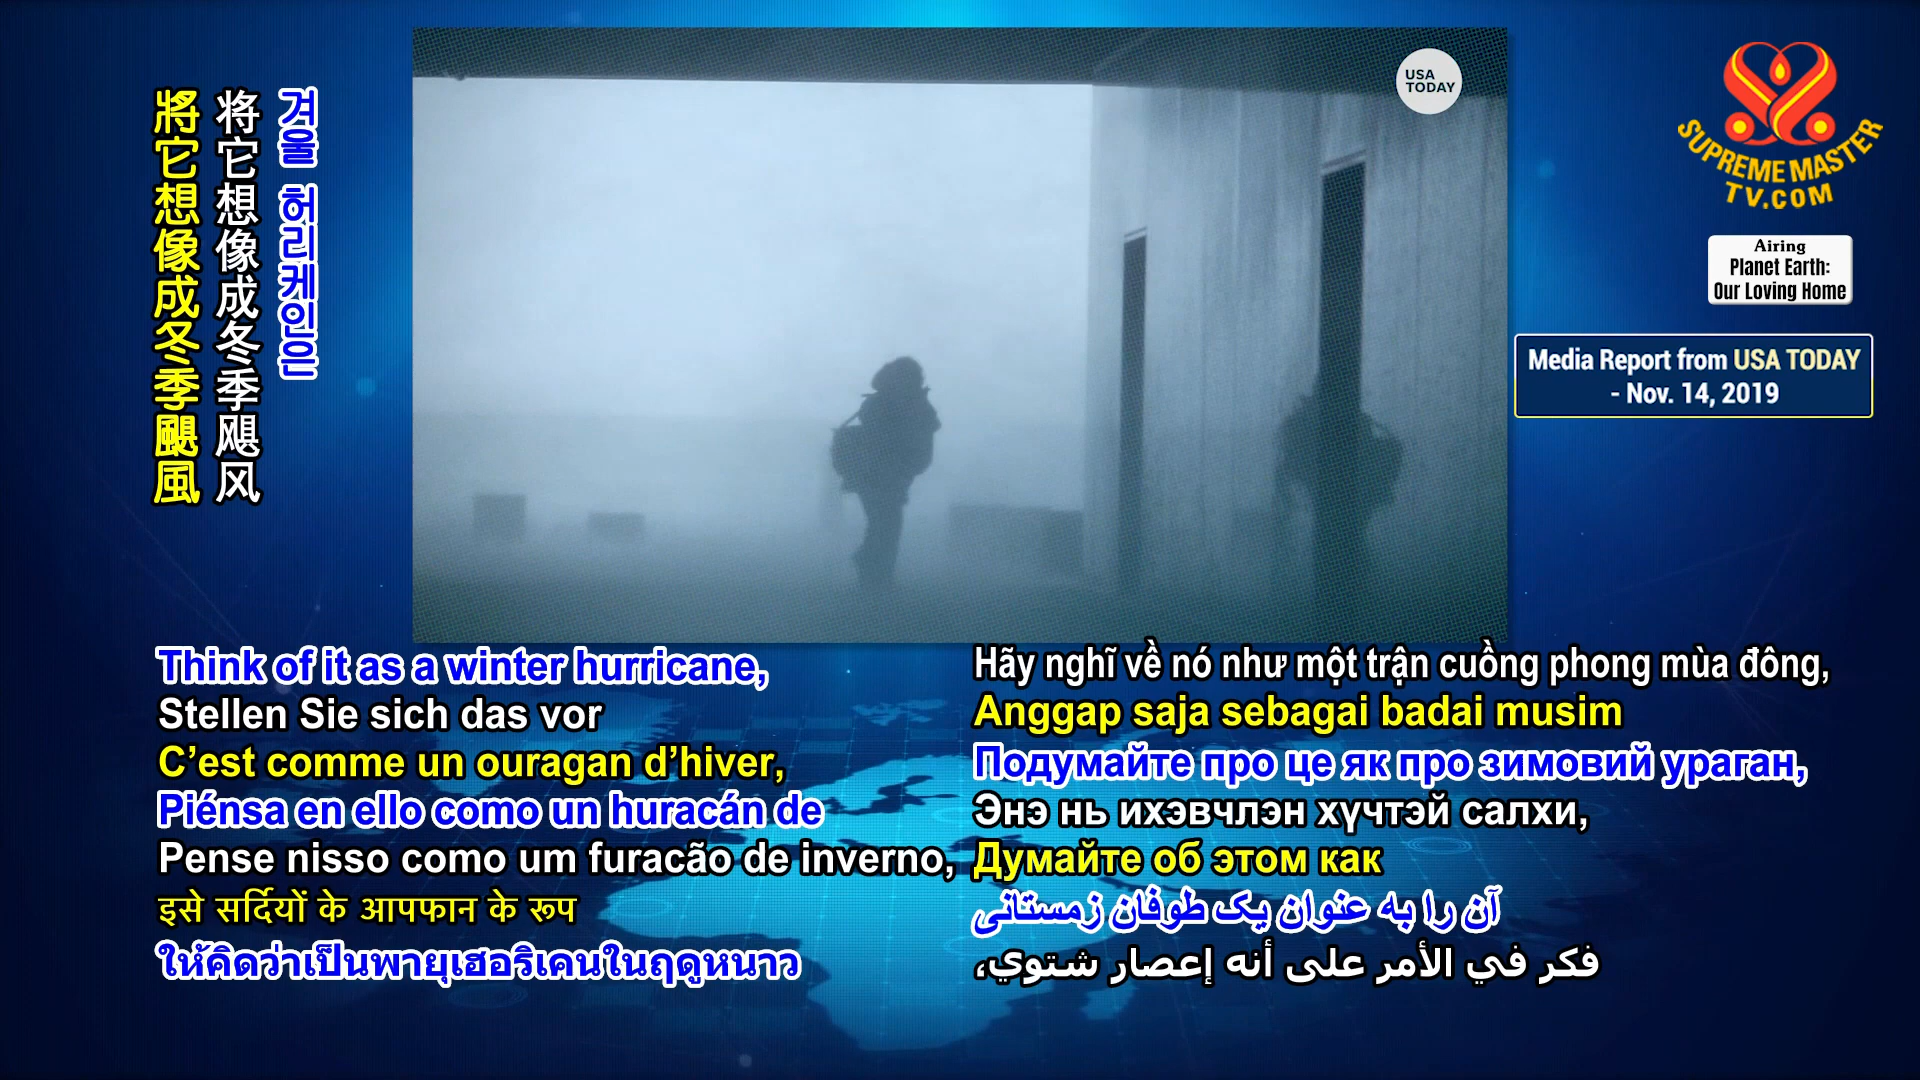 將它想像成冬季颶風
将它想像成冬季飓风
겨울 허리케인은
USA
TODAY
SUPREME MASTER
TV.COM
Airing
Planet Earth:
Our Loving Home
Media Report from USA TODAY
- Nov. 14, 2019
Think of it as a winter hurricane,
Stellen Sie sich das vor
C’est comme un ouragan d’hiver,
Piénsa en ello como un huracán de
Pense nisso como um furacão de inverno,
इसे सर्दियों के आपफान के रूप
ให้คิดว่าเป็นพายุเฮอริเคนในฤดูหนาว
Hãy nghĩ về nó như một trận cuồng phong mùa đông,
Anggap saja sebagai badai musim
Подумайте про це як про зимовий ураган,
Энэ нь ихэвчлэн хүчтэй салхи,
Думайте об этом как
آن را به عنوان یک طوفان زمستانی
فكر في الأمر على أنه إعصار شتوي،